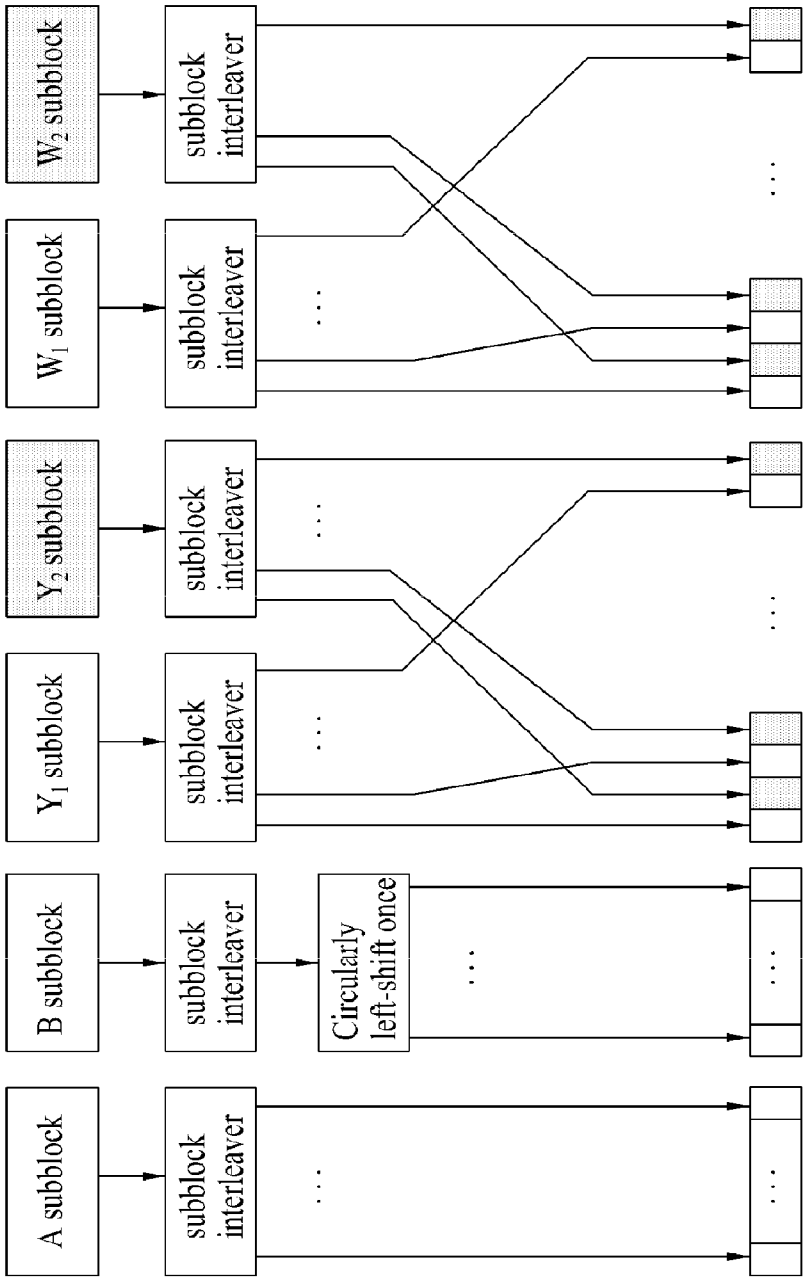 A subblock
B subblock
Y₁ subblock
Y₂ subblock
W₁ subblock
W₂ subblock
subblock
interleaver
subblock
interleaver
subblock
interleaver
subblock
interleaver
subblock
interleaver
subblock
interleaver
Circularly
left-shift once
...
...
...
...
...
...
...
...
...